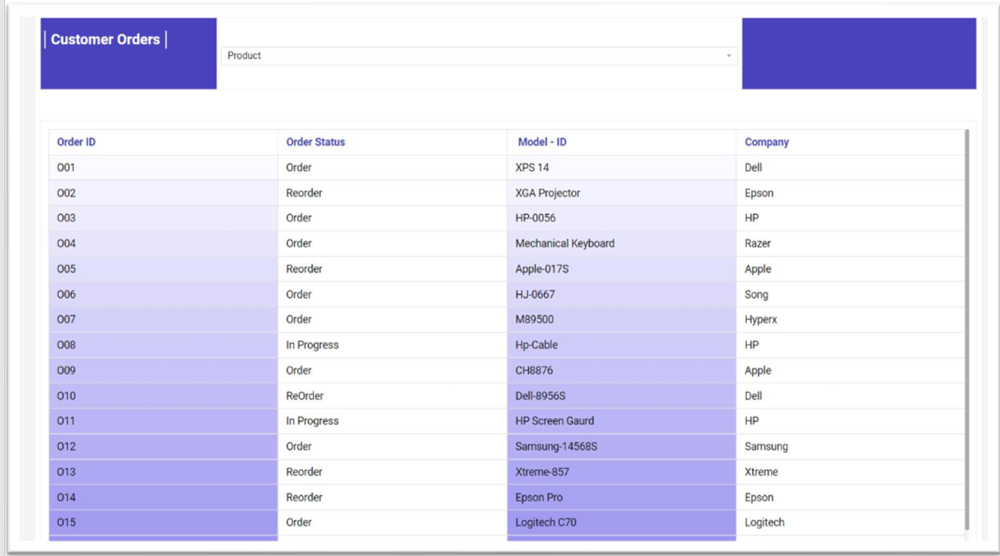 | Customer Orders |
Product
Order ID Order Status Model - ID Company
O01 Order XPS 14 Dell
O02 Reorder XGA Projector Epson
O03 Order HP-0056 HP
O04 Order Mechanical Keyboard Razer
O05 Reorder Apple-017S Apple
O06 Order HJ-0667 Song
O07 Order M89500 Hyperx
O08 In Progress Hp-Cable HP
O09 Order CH8876 Apple
O10 ReOrder Dell-8956S Dell
O11 In Progress HP Screen Gaurd HP
O12 Order Samsung-14568S Samsung
O13 Reorder Xtreme-857 Xtreme
O14 Reorder Epson Pro Epson
O15 Order Logitech C70 Logitech